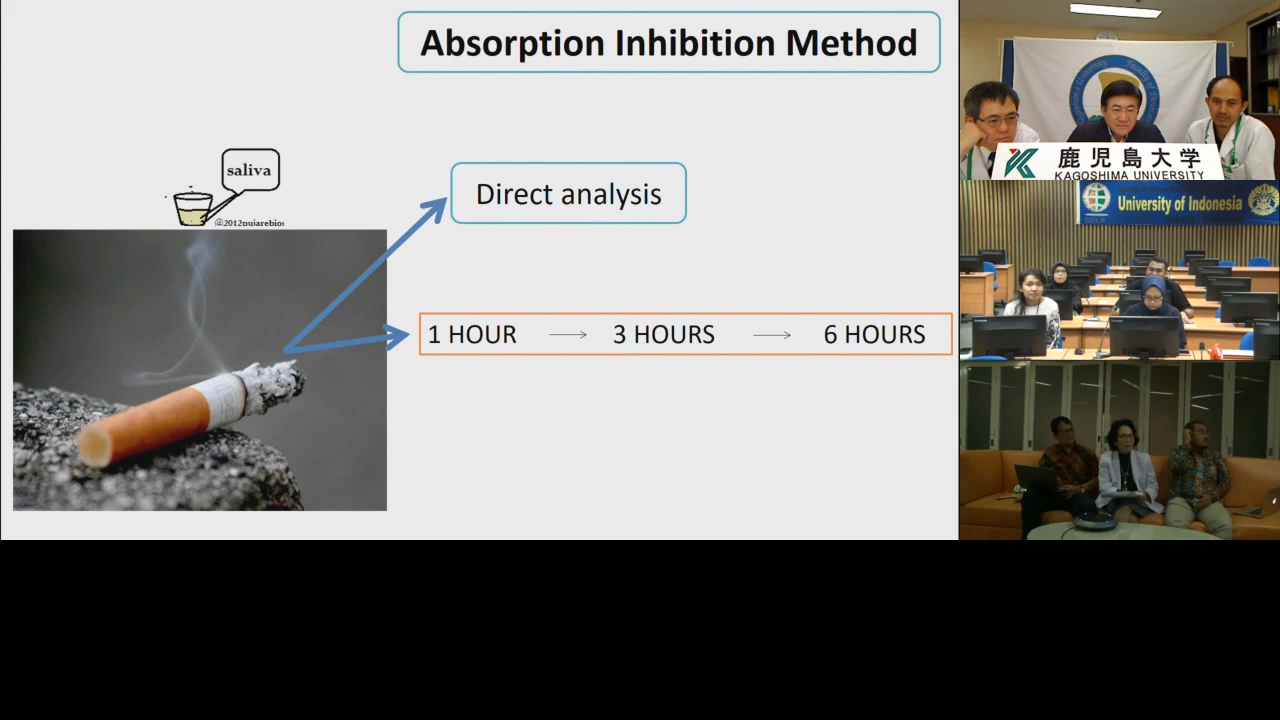 Absorption Inhibition Method
saliva
Direct analysis
1 HOUR → 3 HOURS → 6 HOURS
鹿児島大学
KAGOSHIMA UNIVERSITY
University of Indonesia